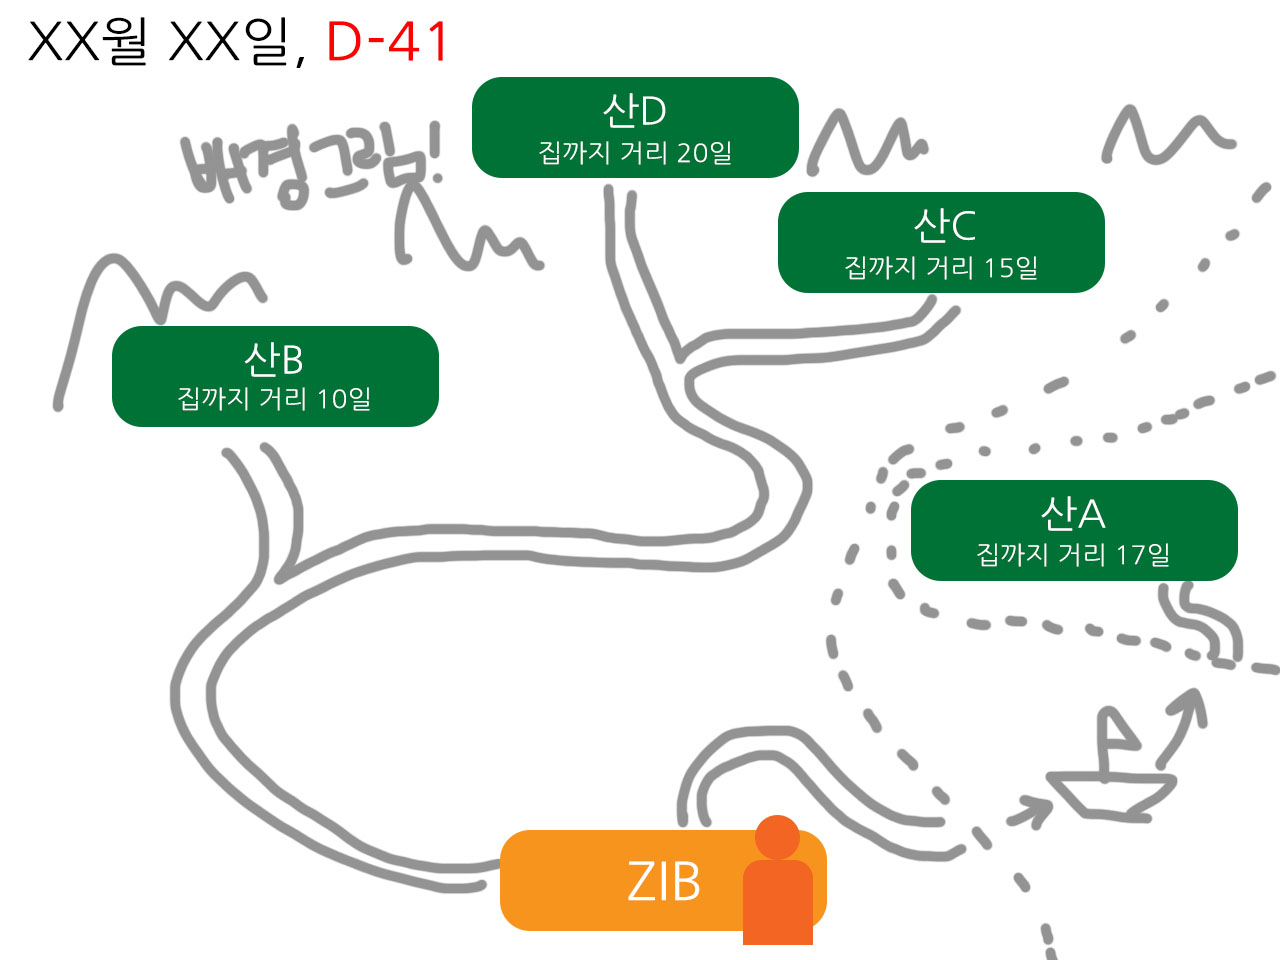 XX월 XX일, D-41
배경그림!
산D
집까지 거리 20일
산C
집까지 거리 15일
산B
집까지 거리 10일
산A
집까지 거리 17일
ZIB